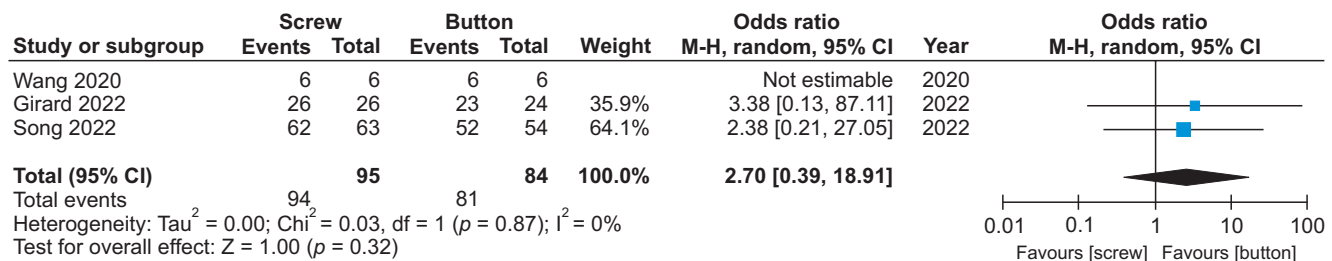 Screw Button Odds ratio Odds ratio
Study or subgroup Events Total Events Total Weight M-H, random, 95% CI Year M-H, random, 95% CI
Wang 2020 6 6 6 6 Not estimable 2020
Girard 2022 26 26 23 24 35.9% 3.38 [0.13, 87.11] 2022
Song 2022 62 63 52 54 64.1% 2.38 [0.21, 27.05] 2022
Total (95% CI) 95 84 100.0% 2.70 [0.39, 18.91]
Total events 94 81
Heterogeneity: Tau² = 0.00; Chi² = 0.03, df = 1 (p = 0.87); I² = 0%
Test for overall effect: Z = 1.00 (p = 0.32)
0.01 0.1 1 10 100
Favours [screw] Favours [button]